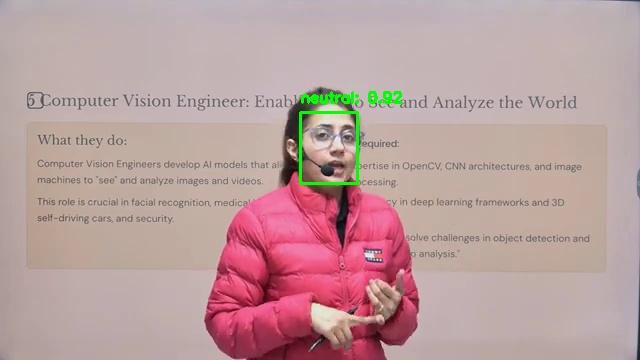 neutral: 0.92
5 Computer Vision Engineer: Enabl o See and Analyze the World
What they do:
equired:
Computer Vision Engineers develop AI models that al
machines to "see" and analyze images and videos.
pertise in OpenCV, CNN architectures, and image
ocessing.
This role is crucial in facial recognition, medical
self-driving cars, and security.
cy in deep learning frameworks and 3D
solve challenges in object detection and
o analysis."